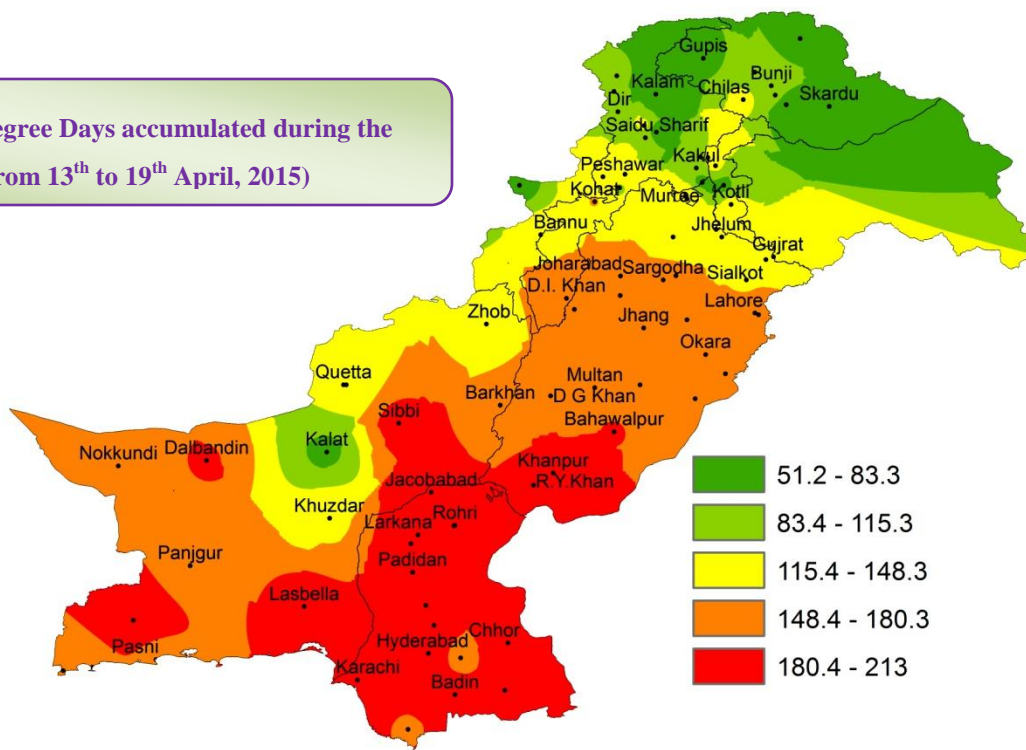 egree Days accumulated during the
rom 13th to 19th April, 2015)
Gupis
Kalam
Chilas
Bunji
Skardu
Dir
Saidu Sharif
Peshawar
Kakul
Kohat
Murree
Kotli
Bannu
Jhelum
Gujrat
Joharabad
Sargodha
Sialkot
D.I. Khan
Zhob
Jhang
Lahore
Okara
Quetta
Barkhan
Multan
D G Khan
Sibbi
Bahawalpur
Nokkundi
Dalbandin
Kalat
Khanpur
R.Y.Khan
Jacobabad
Khuzdar
Larkana
Rohri
Panjgur
Padidan
Lasbella
Pasni
Hyderabad
Chhor
Karachi
Badin
51.2 - 83.3
83.4 - 115.3
115.4 - 148.3
148.4 - 180.3
180.4 - 213